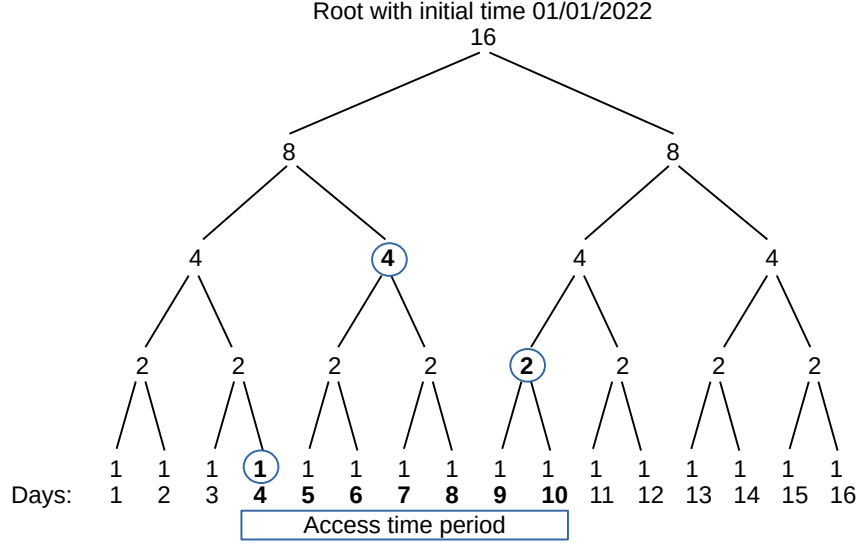 Root with initial time 01/01/2022
16
8 8
4 4 4 4
2 2 2 2 2 2 2 2
1 1 1 1 1 1 1 1 1 1 1 1 1 1 1 1
Days: 1 2 3 4 5 6 7 8 9 10 11 12 13 14 15 16
Access time period